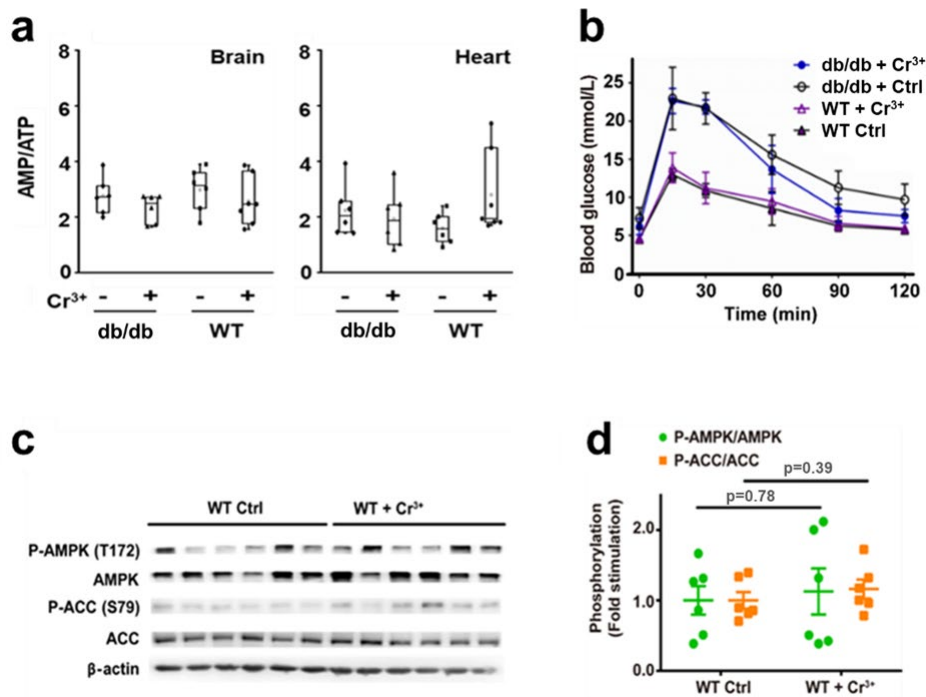 a
Brain
Heart
AMP/ATP
8
6
4
2
0
8
6
4
2
0
Cr³⁺ - + - + - + - +
db/db WT db/db WT
b
Blood glucose (mmol/L)
25
20
15
10
5
0
0 30 60 90 120
Time (min)
db/db + Cr³⁺
db/db + Ctrl
WT + Cr³⁺
WT Ctrl
c
WT Ctrl WT + Cr³⁺
P-AMPK (T172)
AMPK
P-ACC (S79)
ACC
β-actin
d
P-AMPK/AMPK
P-ACC/ACC
p=0.39
p=0.78
Phosphorylation
(Fold stimulation)
2.0
1.0
0.0
WT Ctrl WT + Cr³⁺